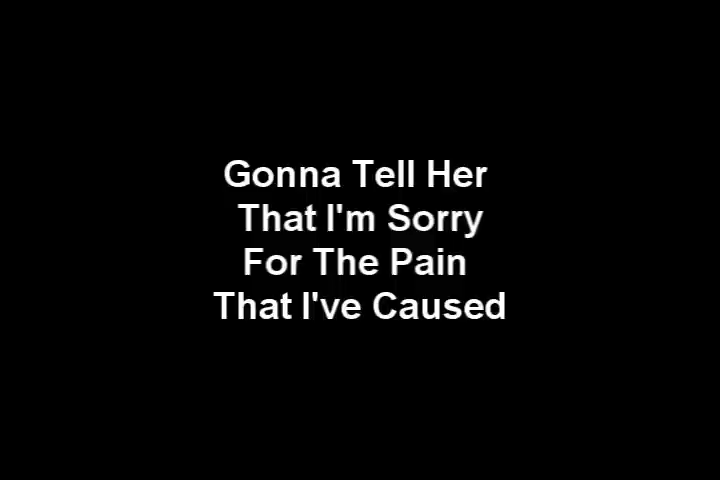 Gonna Tell Her
That I'm Sorry
For The Pain
That I've Caused